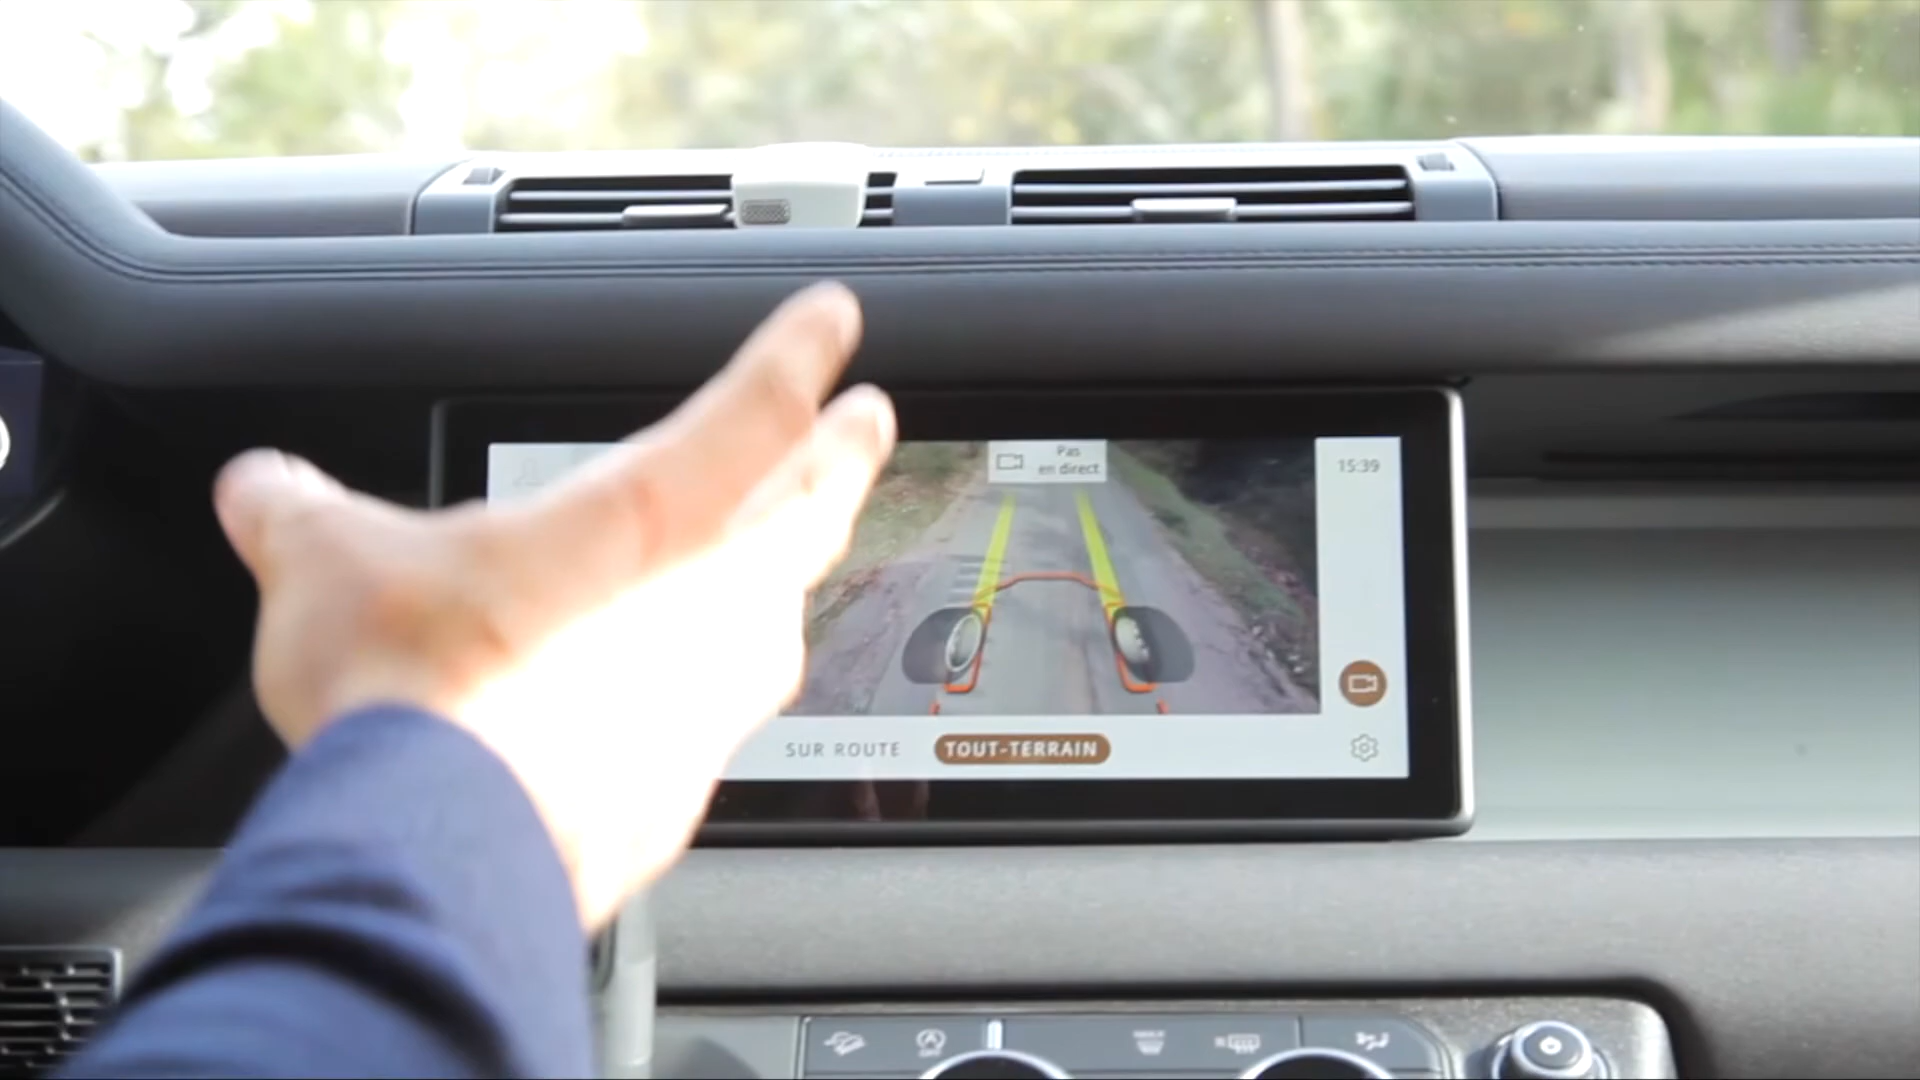 Pas
en direct
15:39
SUR ROUTE
TOUT-TERRAIN